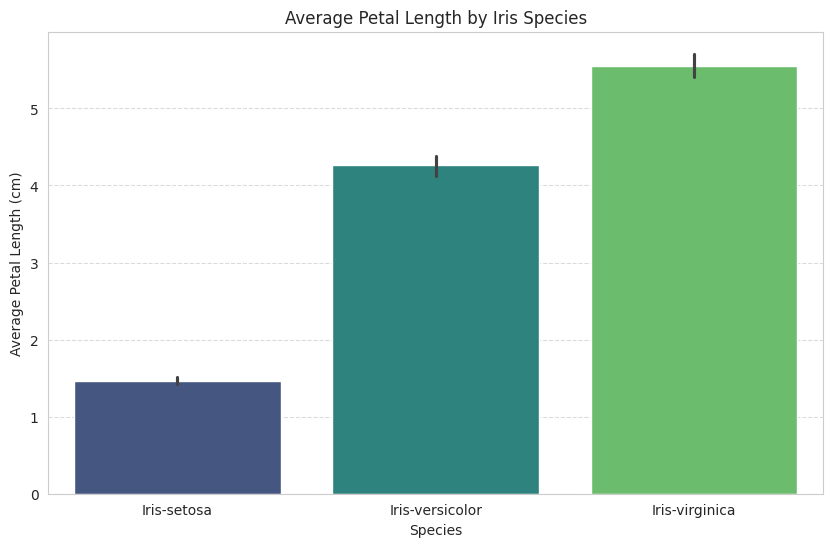 Average Petal Length by Iris Species
Average Petal Length (cm)
5
4
3
2
1
0
Iris-setosa
Iris-versicolor
Iris-virginica
Species